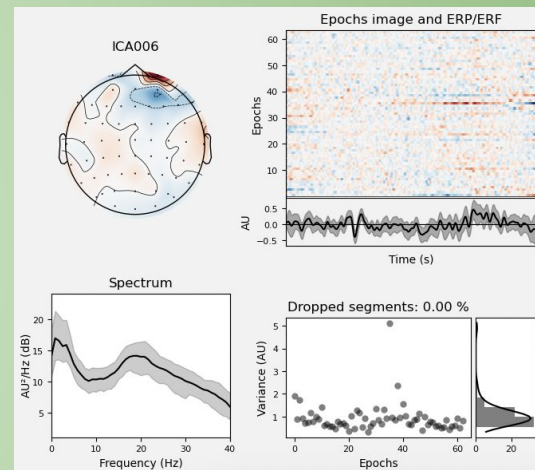 ICA006
Epochs image and ERP/ERF
Epochs
60
50
40
30
20
10
AU
0.5
0.0
−0.5
Time (s)
Spectrum
AU²/Hz (dB)
20
15
10
5
0 10 20 30 40
Frequency (Hz)
Dropped segments: 0.00 %
Variance (AU)
5
4
3
2
1
0 20 40 60
Epochs
0 20